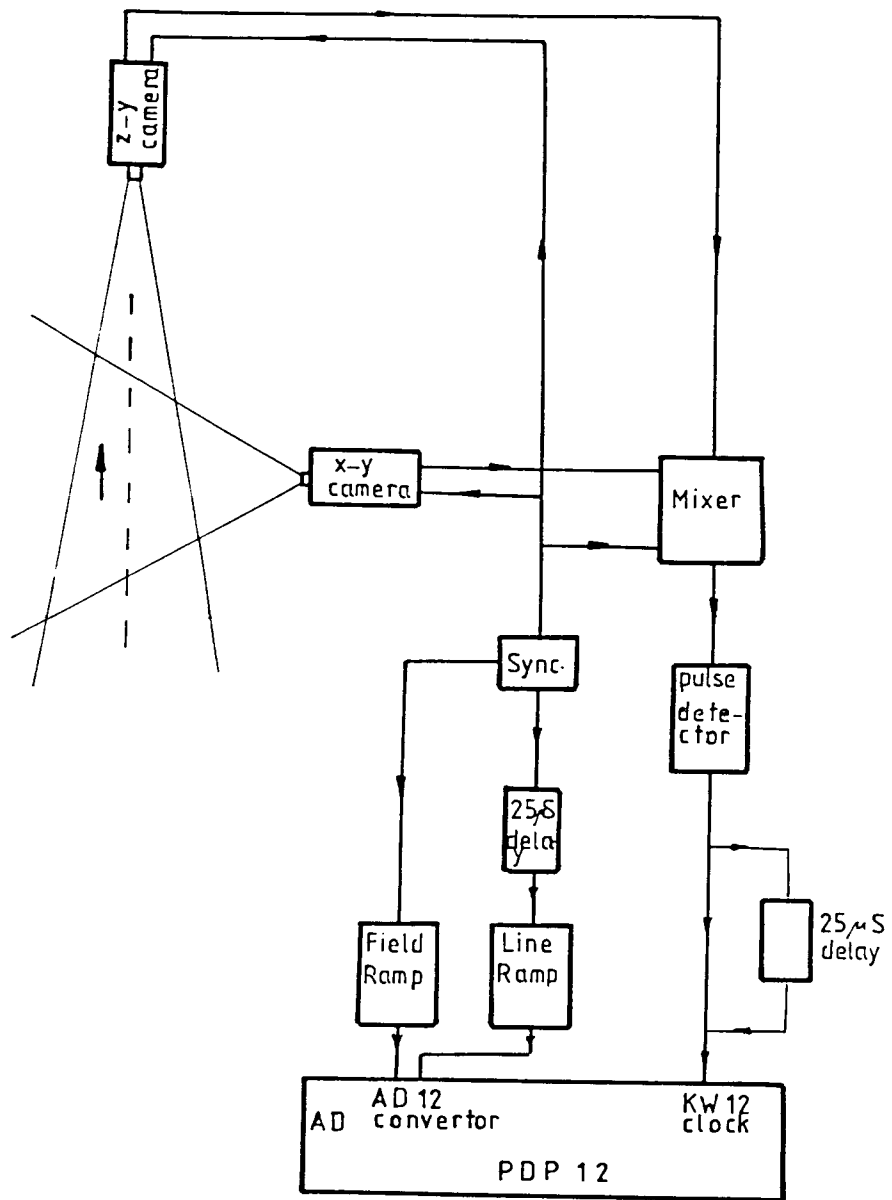 z-y
camera
x-y
camera
Mixer
Sync.
pulse
dete-
ctor
25μS
dela
y
25μS
delay
Field
Ramp
Line
Ramp
AD
AD 12
convertor
KW 12
clock
PDP 12